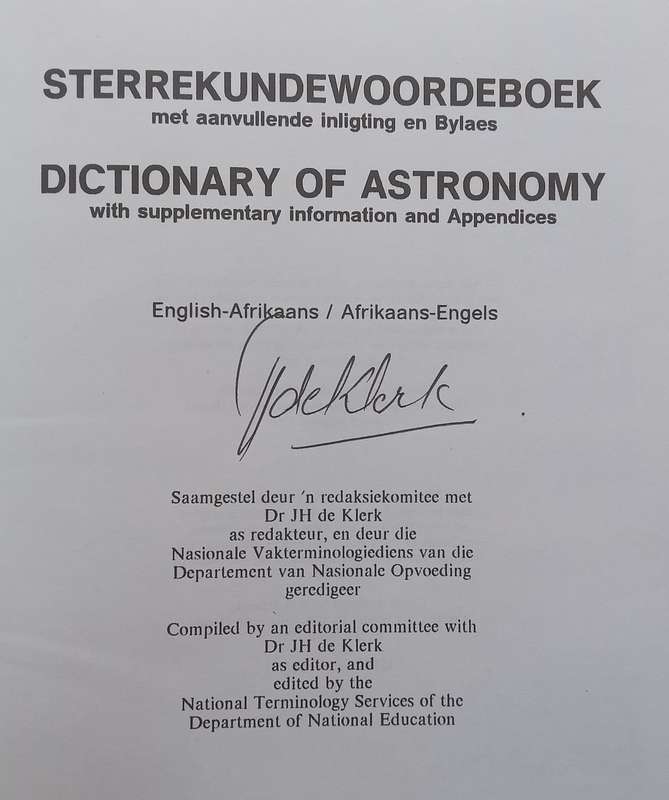 STERREKUNDEWOORDEBOEK
met aanvullende inligting en Bylaes
DICTIONARY OF ASTRONOMY
with supplementary information and Appendices
English-Afrikaans / Afrikaans-Engels
de Klerk
Saamgestel deur 'n redaksiekomitee met
Dr JH de Klerk
as redakteur, en deur die
Nasionale Vakterminologiediens van die
Departement van Nasionale Opvoeding
geredigeer
Compiled by an editorial committee with
Dr JH de Klerk
as editor, and
edited by the
National Terminology Services of the
Department of National Education